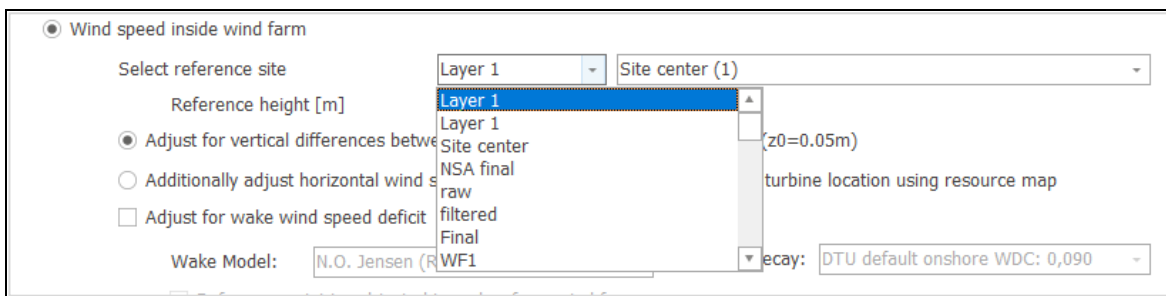 Wind speed inside wind farm
Select reference site Layer 1 Site center (1)
Reference height [m] Layer 1
Layer 1
Adjust for vertical differences betwe Site center (z0=0.05m)
NSA final
Additionally adjust horizontal wind s raw turbine location using resource map
Adjust for wake wind speed deficit filtered
Final
Wake Model: N.O. Jensen (R WF1 ecay: DTU default onshore WDC: 0,090